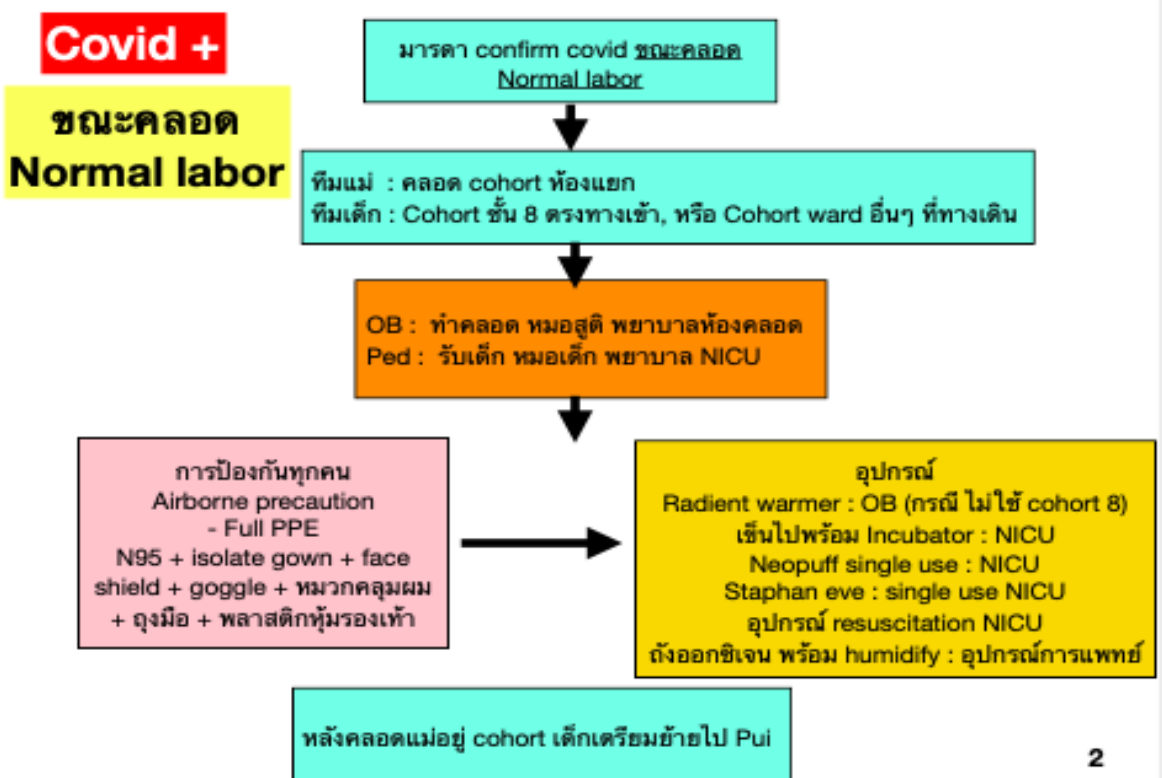 Covid +
ขณะคลอด
Normal labor
มารดา confirm covid ขณะคลอด
Normal labor
ทีมแม่ : คลอด cohort ห้องแยก
ทีมเด็ก : Cohort ชั้น 8 ตรงทางเข้า, หรือ Cohort ward อื่นๆ ที่ทางเดิน
OB : ทำคลอด หมอสูติ พยาบาลห้องคลอด
Ped : รับเด็ก หมอเด็ก พยาบาล NICU
การป้องกันทุกคน
Airborne precaution
- Full PPE
N95 + isolate gown + face
shield + goggle + หมวกคลุมผม
+ ถุงมือ + พลาสติกหุ้มรองเท้า
อุปกรณ์
Radient warmer : OB (กรณี ไม่ใช้ cohort 8)
เข็นไปพร้อม Incubator : NICU
Neopuff single use : NICU
Staphan eve : single use NICU
อุปกรณ์ resuscitation NICU
ถังออกซิเจน พร้อม humidify : อุปกรณ์การแพทย์
หลังคลอดแม่อยู่ cohort เด็กเตรียมย้ายไป Pui
2